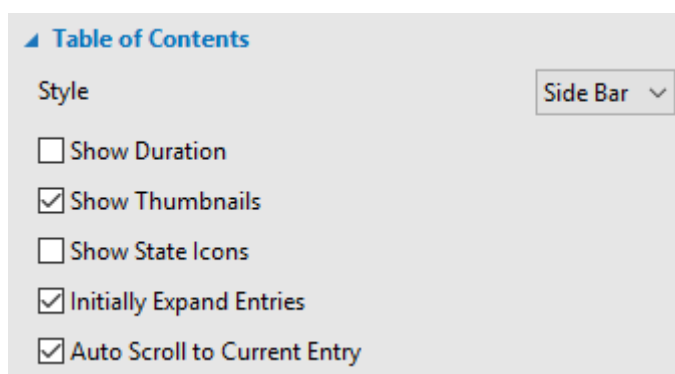 Table of Contents
Style Side Bar
Show Duration
Show Thumbnails
Show State Icons
Initially Expand Entries
Auto Scroll to Current Entry